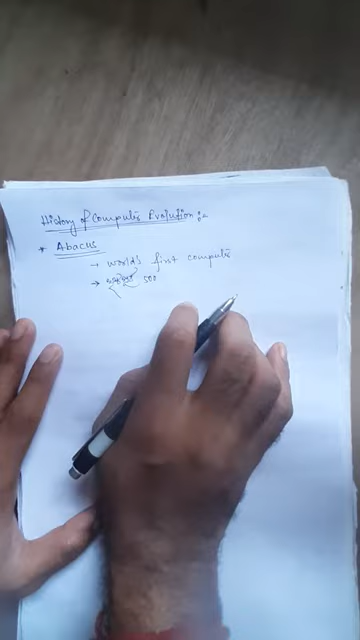 History of Computer Evolution :-
* Abacus
→ World's first computer
→ 500